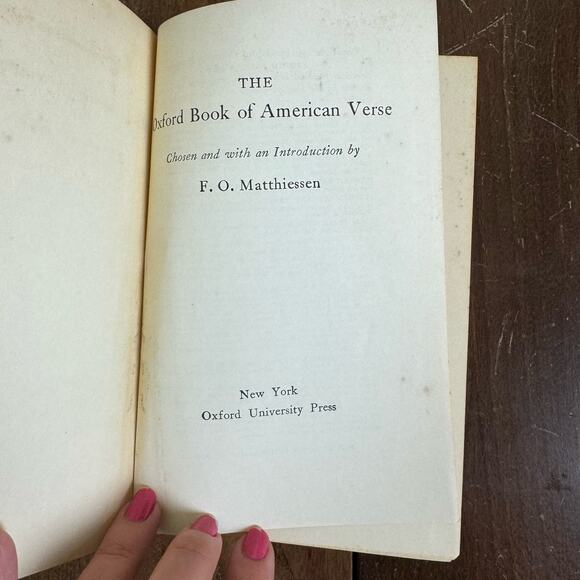 THE
Oxford Book of American Verse
Chosen and with an Introduction by
F. O. Matthiessen
New York
Oxford University Press